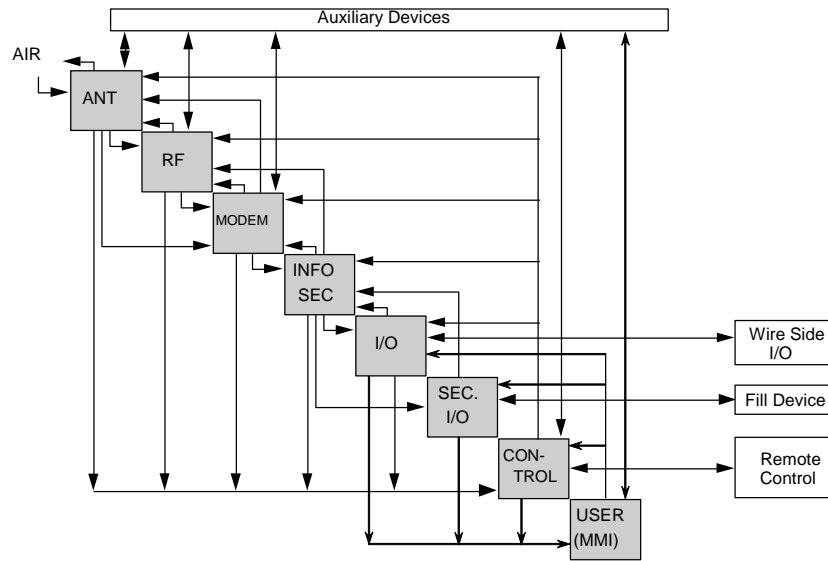 Auxiliary Devices
AIR
ANT
RF
MODEM
INFO
SEC
I/O
Wire Side
I/O
SEC.
I/O
Fill Device
CON-
TROL
Remote
Control
USER
(MMI)